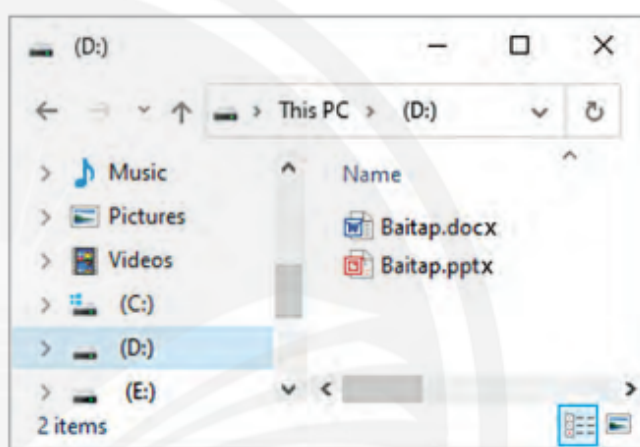 (D:)
This PC > (D:)
> Music
> Pictures
> Videos
> (C:)
> (D:)
> (E:)
Name
Baitap.docx
Baitap.pptx
2 items